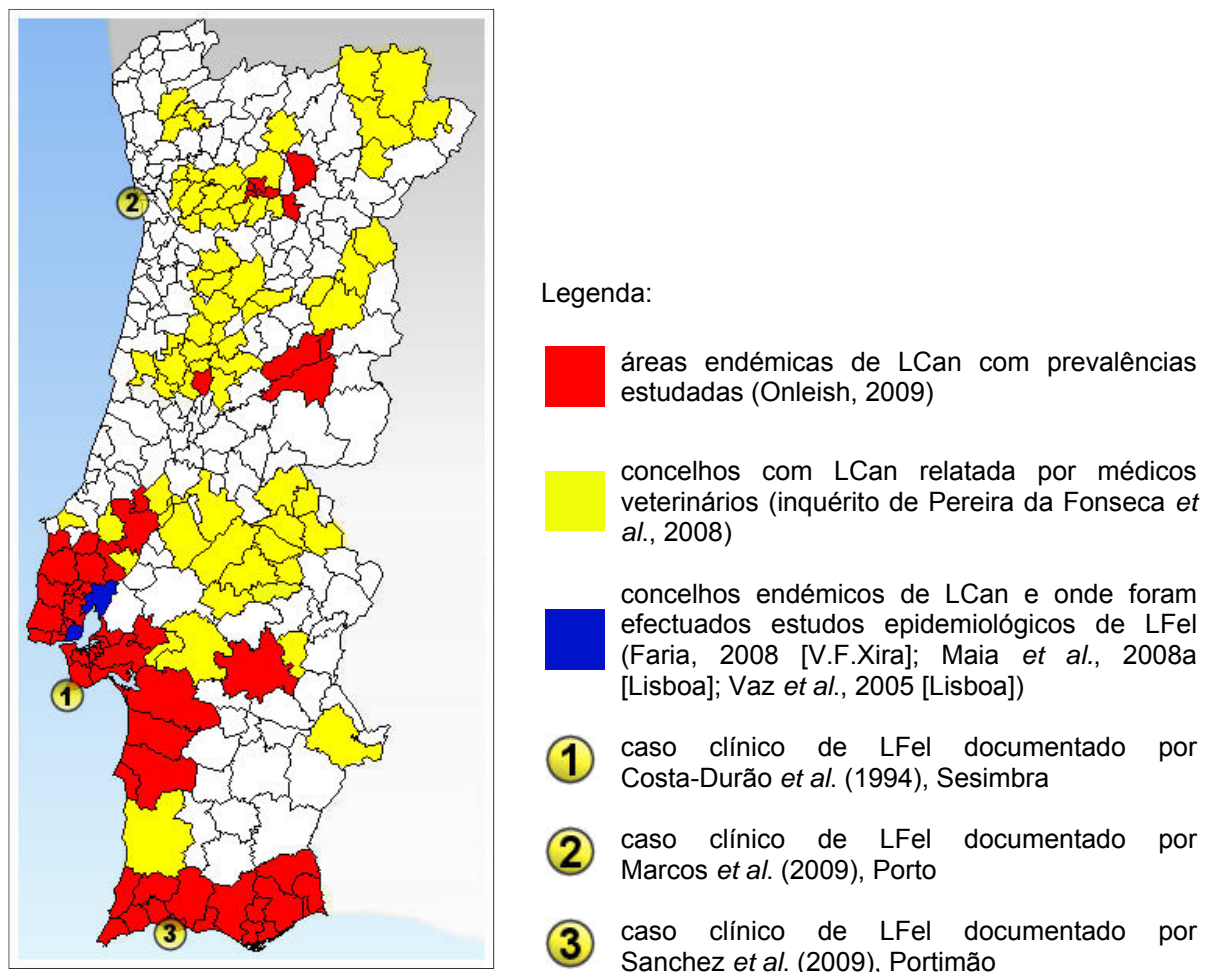 2
1
3
Legenda:
áreas endémicas de LCan com prevalências
estudadas (Onleish, 2009)
concelhos com LCan relatada por médicos
veterinários (inquérito de Pereira da Fonseca et
al., 2008)
concelhos endémicos de LCan e onde foram
efectuados estudos epidemiológicos de LFel
(Faria, 2008 [V.F.Xira]; Maia et al., 2008a
[Lisboa]; Vaz et al., 2005 [Lisboa])
1 caso clínico de LFel documentado por
Costa-Durão et al. (1994), Sesimbra
2 caso clínico de LFel documentado por
Marcos et al. (2009), Porto
3 caso clínico de LFel documentado por
Sanchez et al. (2009), Portimão